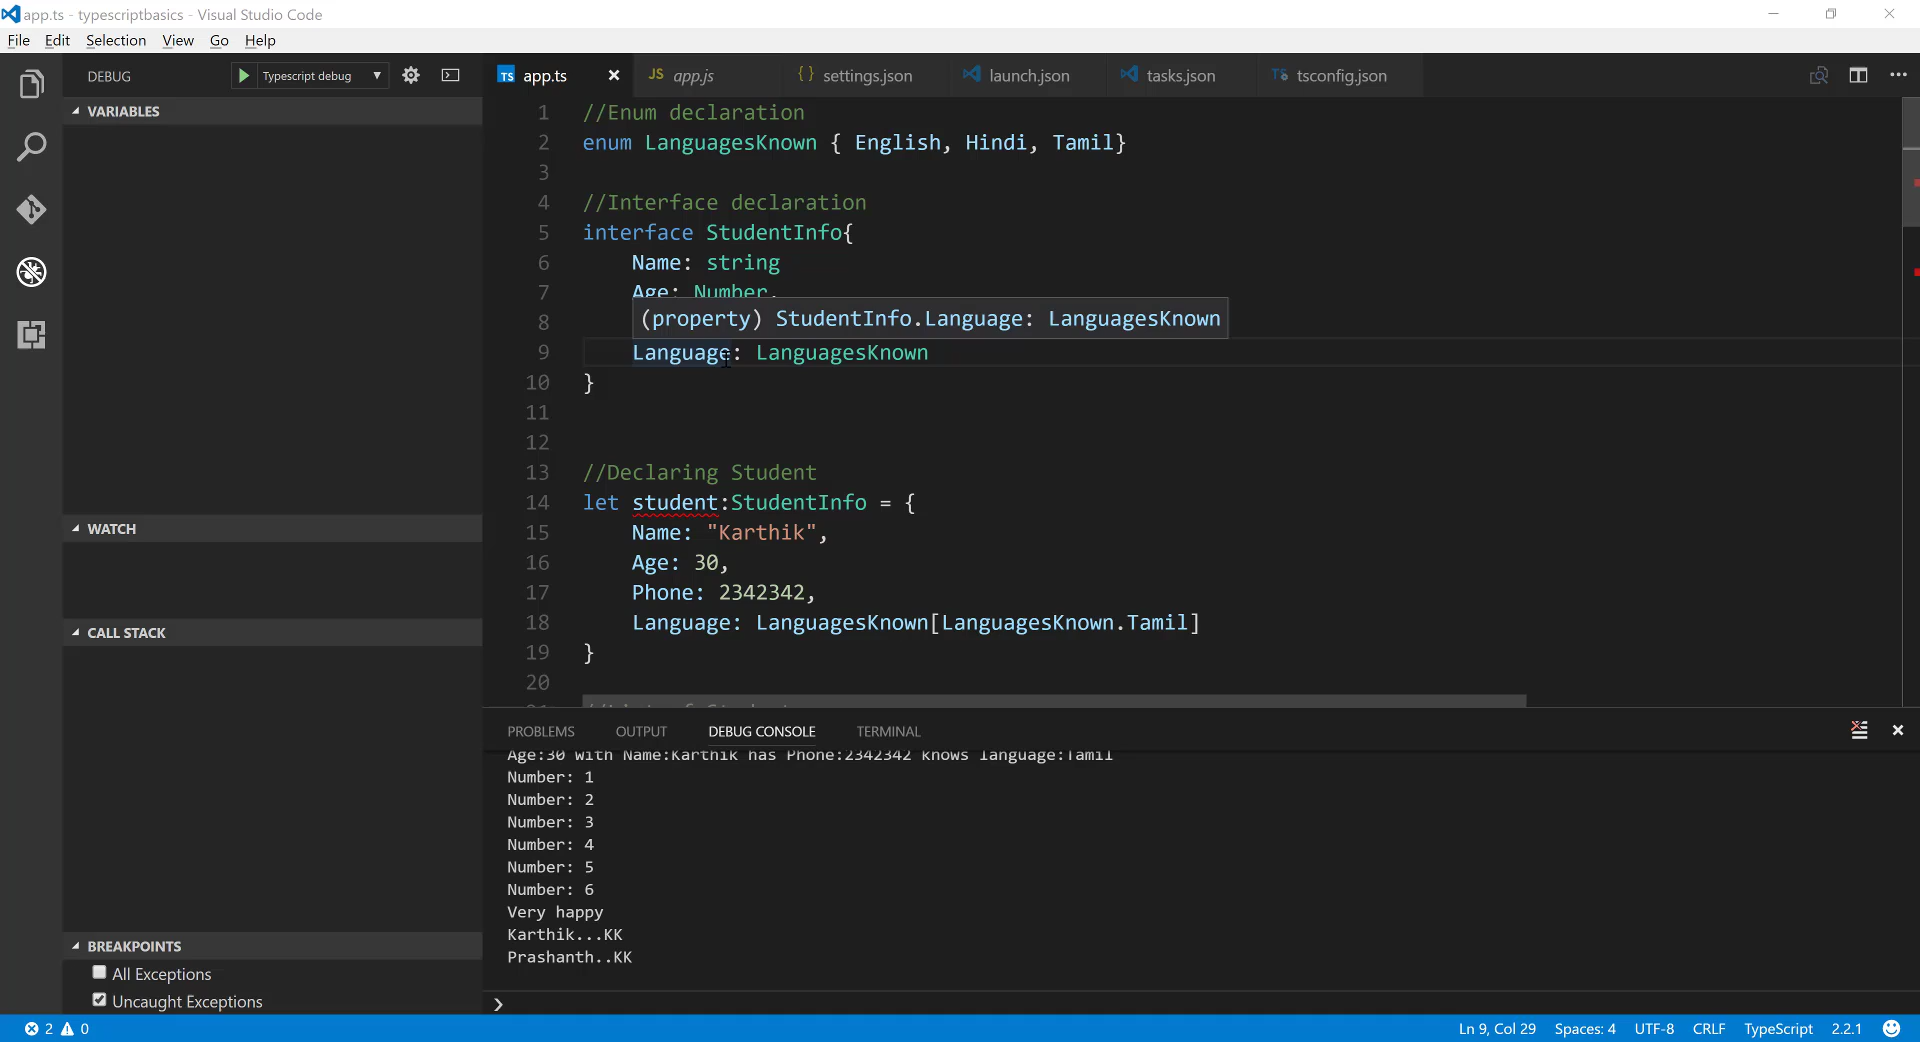 app.ts - typescriptbasics - Visual Studio Code
File Edit Selection View Go Help
DEBUG Typescript debug
TS app.ts JS app.js {} settings.json launch.json tasks.json TS tsconfig.json
VARIABLES
WATCH
CALL STACK
BREAKPOINTS
All Exceptions
Uncaught Exceptions
1 //Enum declaration
2 enum LanguagesKnown { English, Hindi, Tamil}
3
4 //Interface declaration
5 interface StudentInfo{
6 Name: string
7 Age: Number,
8 (property) StudentInfo.Language: LanguagesKnown
9 Language: LanguagesKnown
10 }
11
12
13 //Declaring Student
14 let student:StudentInfo = {
15 Name: "Karthik",
16 Age: 30,
17 Phone: 2342342,
18 Language: LanguagesKnown[LanguagesKnown.Tamil]
19 }
20
PROBLEMS OUTPUT DEBUG CONSOLE TERMINAL
Age:30 with Name:Karthik has Phone:2342342 knows language:Tamil
Number: 1
Number: 2
Number: 3
Number: 4
Number: 5
Number: 6
Very happy
Karthik...KK
Prashanth..KK
2 0 Ln 9, Col 29 Spaces: 4 UTF-8 CRLF TypeScript 2.2.1